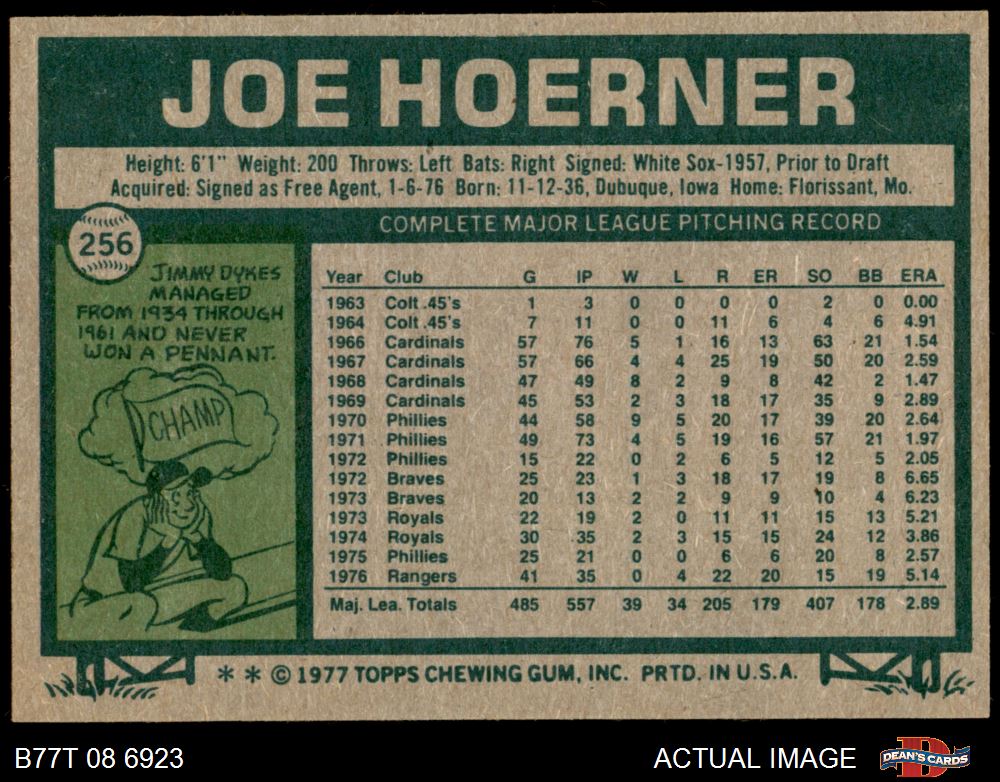 JOE HOERNER
Height: 6'1" Weight: 200 Throws: Left Bats: Right Signed: White Sox-1957, Prior to Draft
Acquired: Signed as Free Agent, 1-6-76 Born: 11-12-36, Dubuque, Iowa Home: Florissant, Mo.
256
JIMMY DYKES
MANAGED
FROM 1934 THROUGH
1961 AND NEVER
WON A PENNANT.
CHAMP
COMPLETE MAJOR LEAGUE PITCHING RECORD
Year Club G IP W L R ER SO BB ERA
1963 Colt .45's 1 3 0 0 0 0 2 0 0.00
1964 Colt .45's 7 11 0 0 11 6 4 6 4.91
1966 Cardinals 57 76 5 1 16 13 63 21 1.54
1967 Cardinals 57 66 4 4 25 19 50 20 2.59
1968 Cardinals 47 49 8 2 9 8 42 2 1.47
1969 Cardinals 45 53 2 3 18 17 35 9 2.89
1970 Phillies 44 58 9 5 20 17 39 20 2.64
1971 Phillies 49 73 4 5 19 16 57 21 1.97
1972 Phillies 15 22 0 2 6 5 12 5 2.05
1972 Braves 25 23 1 3 18 17 19 8 6.65
1973 Braves 20 13 2 2 9 9 10 4 6.23
1973 Royals 22 19 2 0 11 11 15 13 5.21
1974 Royals 30 35 2 3 15 15 24 12 3.86
1975 Phillies 25 21 0 0 6 6 20 8 2.57
1976 Rangers 41 35 0 4 22 20 15 19 5.14
Maj. Lea. Totals 485 557 39 34 205 179 407 178 2.89
* * © 1977 TOPPS CHEWING GUM, INC. PRTD. IN U.S.A.
B77T 08 6923
ACTUAL IMAGE
DEAN'S CARDS